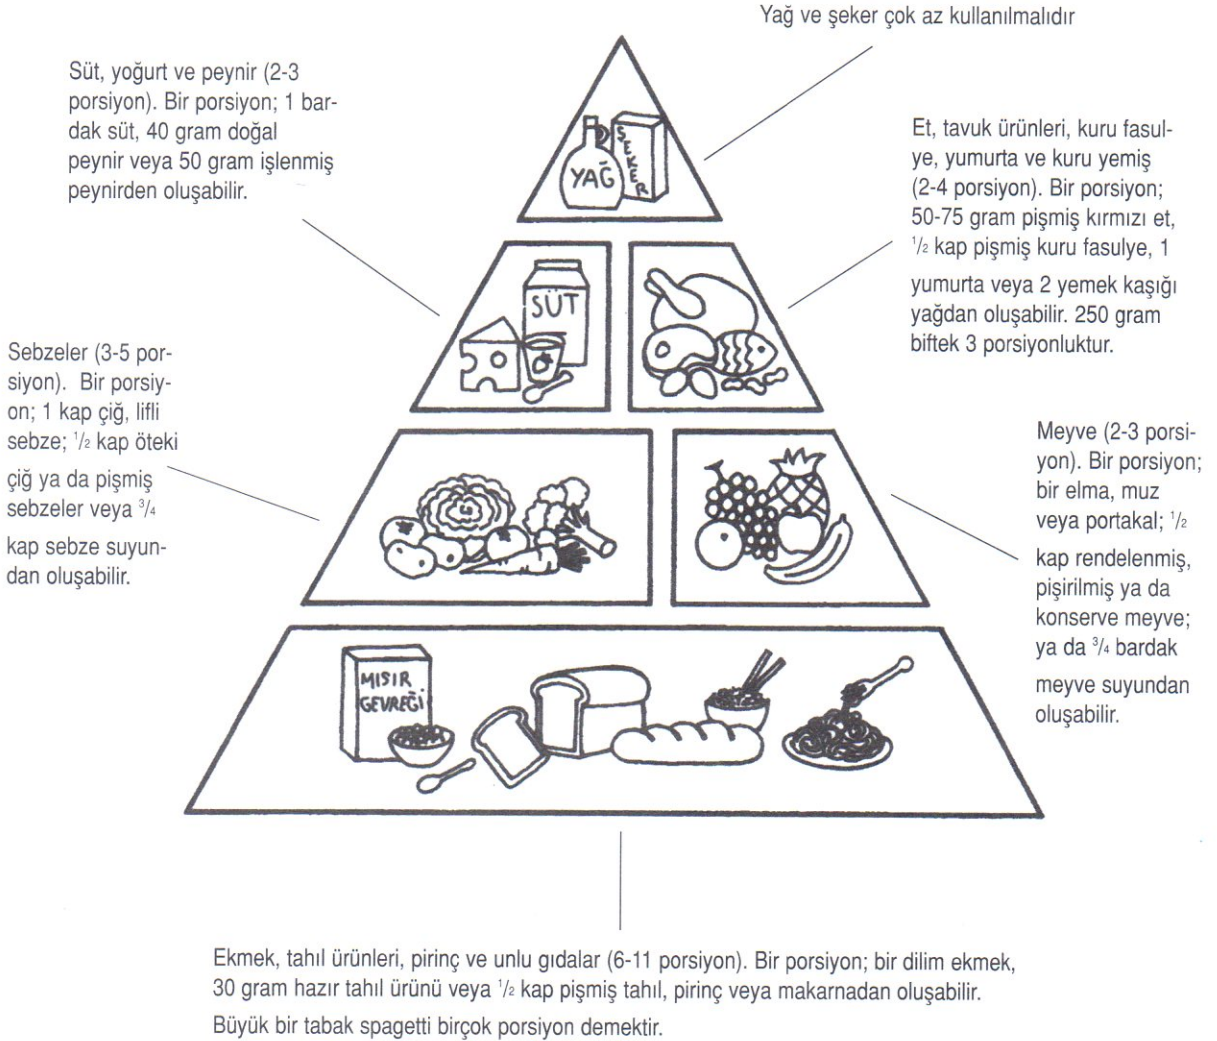 Yağ ve şeker çok az kullanılmalıdır
Süt, yoğurt ve peynir (2-3
porsiyon). Bir porsiyon; 1 bar-
dak süt, 40 gram doğal
peynir veya 50 gram işlenmiş
peynirden oluşabilir.
Et, tavuk ürünleri, kuru fasul-
ye, yumurta ve kuru yemiş
(2-4 porsiyon). Bir porsiyon;
50-75 gram pişmiş kırmızı et,
1/2 kap pişmiş kuru fasulye, 1
yumurta veya 2 yemek kaşığı
yağdan oluşabilir. 250 gram
biftek 3 porsiyonluktur.
YAĞ
ŞEKER
SÜT
Sebzeler (3-5 por-
siyon). Bir porsiy-
on; 1 kap çiğ, lifli
sebze; 1/2 kap öteki
çiğ ya da pişmiş
sebzeler veya 3/4
kap sebze suyun-
dan oluşabilir.
Meyve (2-3 porsi-
yon). Bir porsiyon;
bir elma, muz
veya portakal; 1/2
kap rendelenmiş,
pişirilmiş ya da
konserve meyve;
ya da 3/4 bardak
meyve suyundan
oluşabilir.
MISIR
GEVREĞİ
Ekmek, tahıl ürünleri, pirinç ve unlu gıdalar (6-11 porsiyon). Bir porsiyon; bir dilim ekmek,
30 gram hazır tahıl ürünü veya 1/2 kap pişmiş tahıl, pirinç veya makarnadan oluşabilir.
Büyük bir tabak spagetti birçok porsiyon demektir.